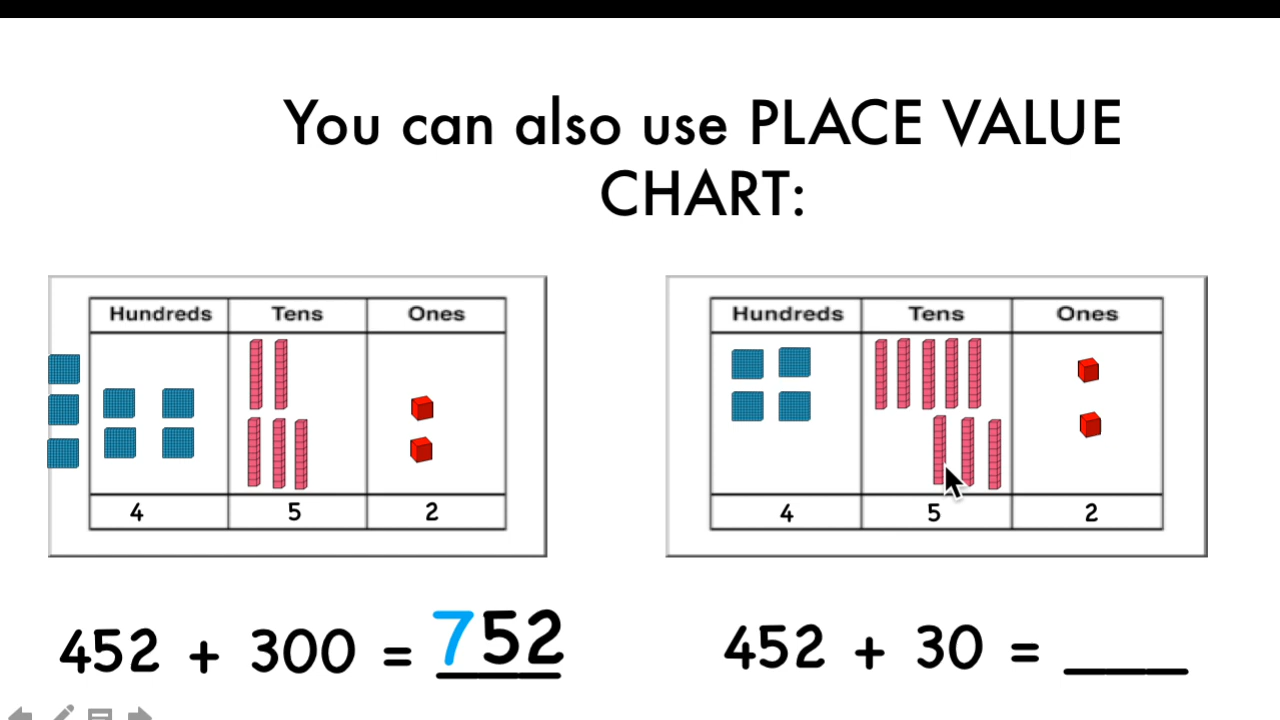 You can also use PLACE VALUE
CHART:
Hundreds Tens Ones
4 5 2
Hundreds Tens Ones
4 5 2
452 + 300 = 752
452 + 30 = ___